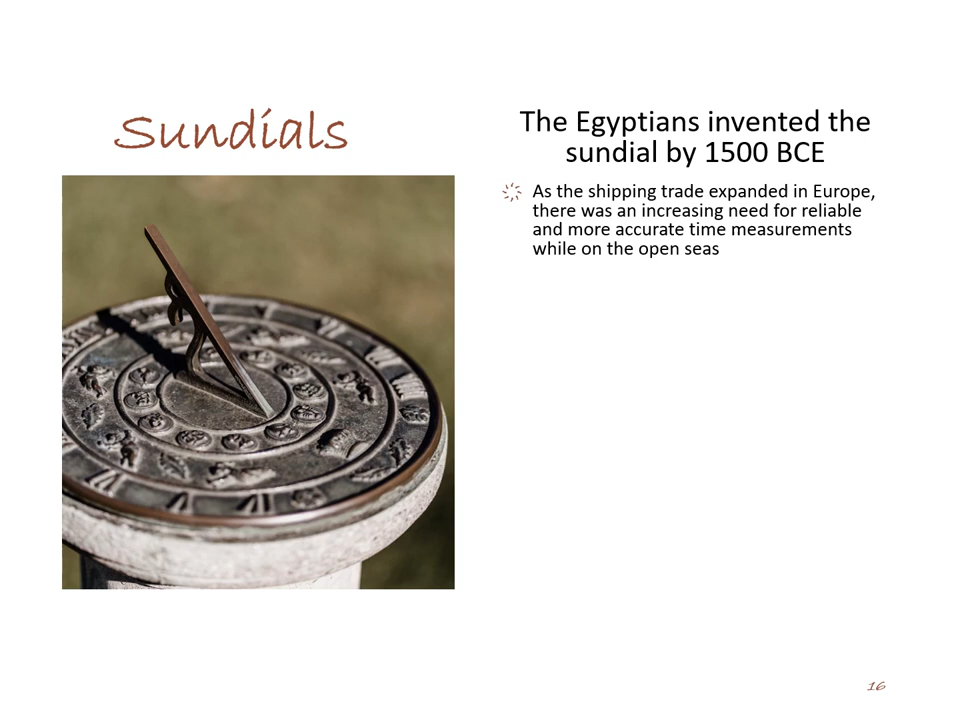 Sundials
The Egyptians invented the
sundial by 1500 BCE
As the shipping trade expanded in Europe,
there was an increasing need for reliable
and more accurate time measurements
while on the open seas
16